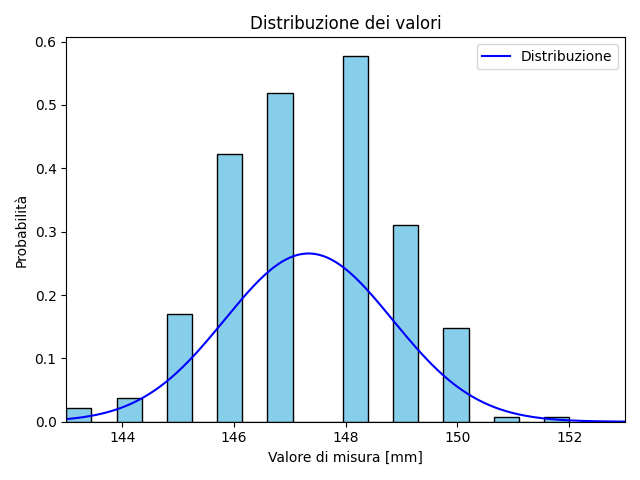 Distribuzione dei valori
Distribuzione
0.6
0.5
0.4
0.3
0.2
0.1
0.0
Probabilità
144 146 148 150 152
Valore di misura [mm]